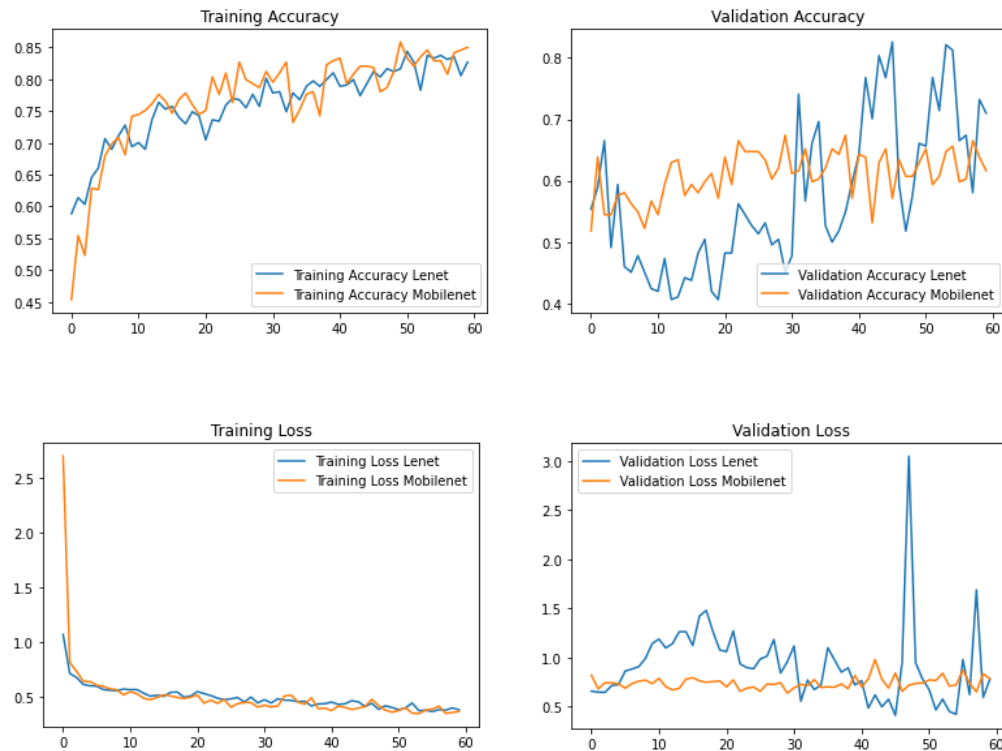 Training Accuracy
0.85
0.80
0.75
0.70
0.65
0.60
0.55
0.50
0.45
Training Accuracy Lenet
Training Accuracy Mobilenet
0 10 20 30 40 50 60
Validation Accuracy
0.8
0.7
0.6
0.5
0.4
Validation Accuracy Lenet
Validation Accuracy Mobilenet
0 10 20 30 40 50 60
Training Loss
Training Loss Lenet
Training Loss Mobilenet
2.5
2.0
1.5
1.0
0.5
0 10 20 30 40 50 60
Validation Loss
Validation Loss Lenet
Validation Loss Mobilenet
3.0
2.5
2.0
1.5
1.0
0.5
0 10 20 30 40 50 60